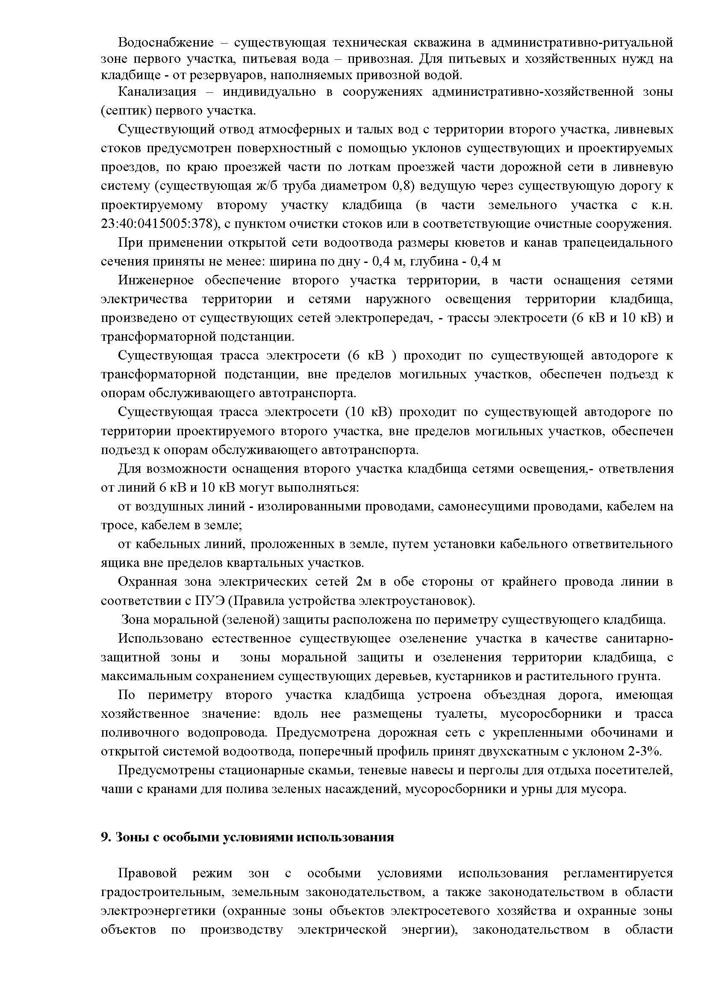 Водоснабжение – существующая техническая скважина в административно-ритуальной
зоне первого участка, питьевая вода – привозная. Для питьевых и хозяйственных нужд на
кладбище - от резервуаров, наполняемых привозной водой.
Канализация – индивидуально в сооружениях административно-хозяйственной зоны
(септик) первого участка.
Существующий отвод атмосферных и талых вод с территории второго участка, ливневых
стоков предусмотрен поверхностный с помощью уклонов существующих и проектируемых
проездов, по краю проезжей части по лоткам проезжей части дорожной сети в ливневую
систему (существующая ж/б труба диаметром 0,8) ведущую через существующую дорогу к
проектируемому второму участку кладбища (в части земельного участка с к.н.
23:40:0415005:378), с пунктом очистки стоков или в соответствующие очистные сооружения.
При применении открытой сети водоотвода размеры кюветов и канав трапецеидального
сечения приняты не менее: ширина по дну - 0,4 м, глубина - 0,4 м
Инженерное обеспечение второго участка территории, в части оснащения сетями
электричества территории и сетями наружного освещения территории кладбища,
произведено от существующих сетей электропередач, - трассы электросети (6 кВ и 10 кВ) и
трансформаторной подстанции.
Существующая трасса электросети (6 кВ ) проходит по существующей автодороге к
трансформаторной подстанции, вне пределов могильных участков, обеспечен подъезд к
опорам обслуживающего автотранспорта.
Существующая трасса электросети (10 кВ) проходит по существующей автодороге по
территории проектируемого второго участка, вне пределов могильных участков, обеспечен
подъезд к опорам обслуживающего автотранспорта.
Для возможности оснащения второго участка кладбища сетями освещения,- ответвления
от линий 6 кВ и 10 кВ могут выполняться:
от воздушных линий - изолированными проводами, самонесущими проводами, кабелем на
тросе, кабелем в земле;
от кабельных линий, проложенных в земле, путем установки кабельного ответвительного
ящика вне пределов квартальных участков.
Охранная зона электрических сетей 2м в обе стороны от крайнего провода линии в
соответствии с ПУЭ (Правила устройства электроустановок).
Зона моральной (зеленой) защиты расположена по периметру существующего кладбища.
Использовано естественное существующее озеленение участка в качестве санитарно-
защитной зоны и зоны моральной защиты и озеленения территории кладбища, с
максимальным сохранением существующих деревьев, кустарников и растительного грунта.
По периметру второго участка кладбища устроена объездная дорога, имеющая
хозяйственное значение: вдоль нее размещены туалеты, мусоросборники и трасса
поливочного водопровода. Предусмотрена дорожная сеть с укрепленными обочинами и
открытой системой водоотвода, поперечный профиль принят двухскатным с уклоном 2-3%.
Предусмотрены стационарные скамьи, теневые навесы и перголы для отдыха посетителей,
чаши с кранами для полива зеленых насаждений, мусоросборники и урны для мусора.
9. Зоны с особыми условиями использования
Правовой режим зон с особыми условиями использования регламентируется
градостроительным, земельным законодательством, а также законодательством в области
электроэнергетики (охранные зоны объектов электросетевого хозяйства и охранные зоны
объектов по производству электрической энергии), законодательством в области